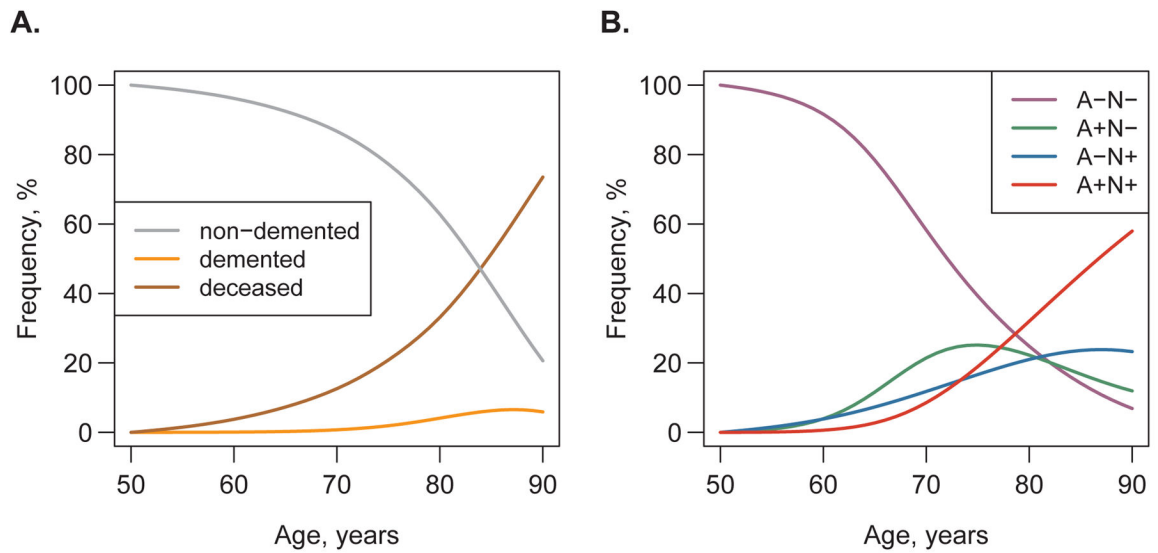 A.
B.
100
80
60
40
20
0
Frequency, %
non−demented
demented
deceased
50 60 70 80 90
Age, years
100
80
60
40
20
0
Frequency, %
A−N−
A+N−
A−N+
A+N+
50 60 70 80 90
Age, years